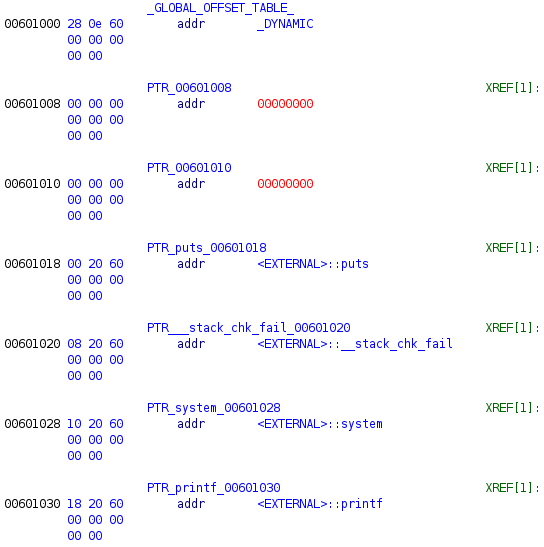 _GLOBAL_OFFSET_TABLE_
00601000 28 0e 60 addr _DYNAMIC
00 00 00
00 00
PTR_00601008 XREF[1]:
00601008 00 00 00 addr 00000000
00 00 00
00 00
PTR_00601010 XREF[1]:
00601010 00 00 00 addr 00000000
00 00 00
00 00
PTR_puts_00601018 XREF[1]:
00601018 00 20 60 addr <EXTERNAL>::puts
00 00 00
00 00
PTR___stack_chk_fail_00601020 XREF[1]:
00601020 08 20 60 addr <EXTERNAL>::__stack_chk_fail
00 00 00
00 00
PTR_system_00601028 XREF[1]:
00601028 10 20 60 addr <EXTERNAL>::system
00 00 00
00 00
PTR_printf_00601030 XREF[1]:
00601030 18 20 60 addr <EXTERNAL>::printf
00 00 00
00 00